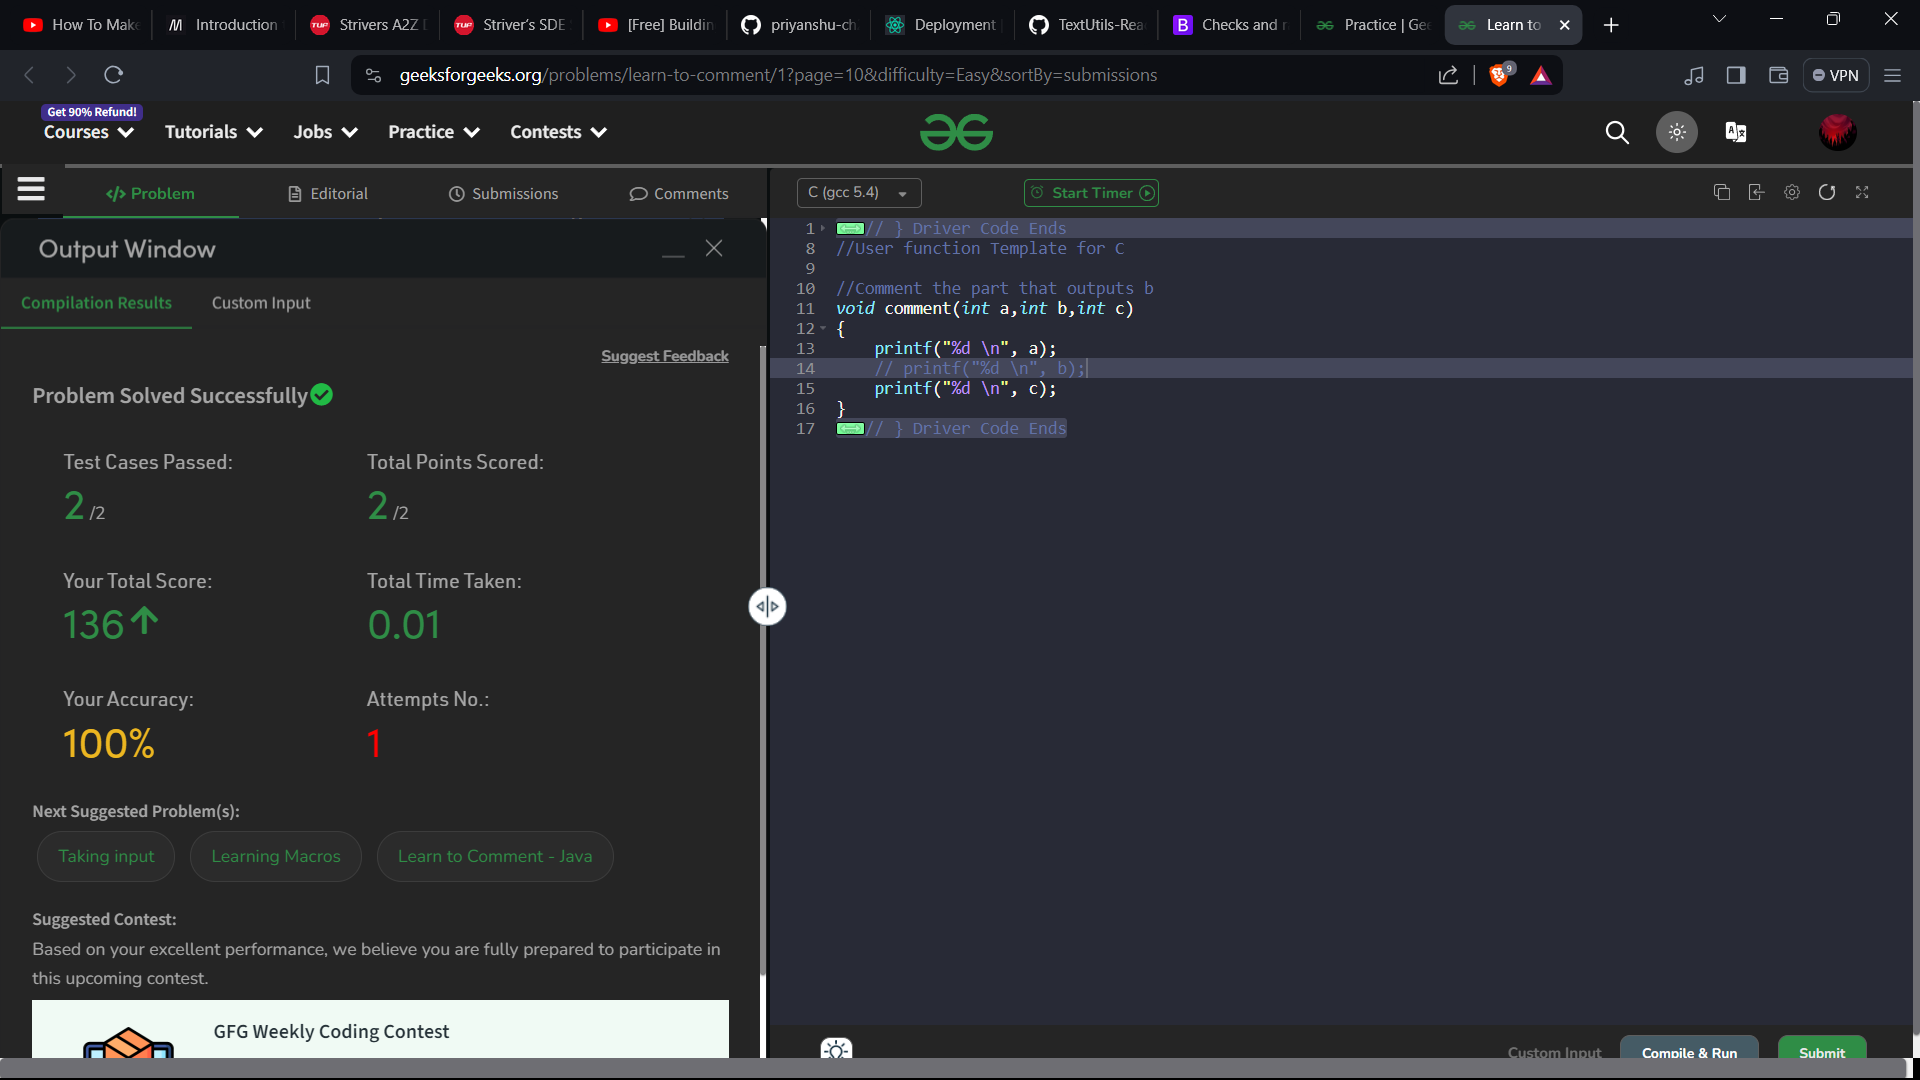 How To Make
Introduction
Strivers A2Z D
Striver's SDE
[Free] Buildin
priyanshu-ch
Deployment
TextUtils-Rea
B
Checks and r
Practice | Gee
Learn to
geeksforgeeks.org/problems/learn-to-comment/1?page=10&difficulty=Easy&sortBy=submissions
9
VPN
Get 90% Refund!
Courses
Tutorials
Jobs
Practice
Contests
</> Problem
Editorial
Submissions
Comments
C (gcc 5.4)
Start Timer
Output Window
Compilation Results
Custom Input
Suggest Feedback
Problem Solved Successfully
Test Cases Passed:
2 /2
Total Points Scored:
2 /2
Your Total Score:
136
Total Time Taken:
0.01
Your Accuracy:
100%
Attempts No.:
1
Next Suggested Problem(s):
Taking input
Learning Macros
Learn to Comment - Java
Suggested Contest:
Based on your excellent performance, we believe you are fully prepared to participate in
this upcoming contest.
GFG Weekly Coding Contest
1 // } Driver Code Ends
8 //User function Template for C
9
10 //Comment the part that outputs b
11 void comment(int a,int b,int c)
12 {
13 printf("%d \n", a);
14 // printf("%d \n", b);
15 printf("%d \n", c);
16 }
17 // } Driver Code Ends
Custom Input
Compile & Run
Submit